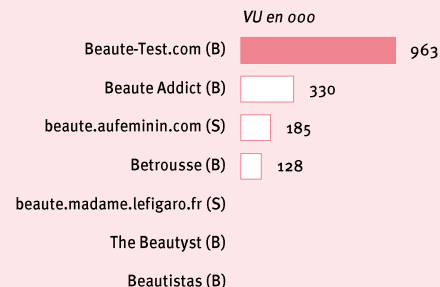 VU en 000
Beaute-Test.com (B) 963
Beaute Addict (B) 330
beaute.aufeminin.com (S) 185
Betrousse (B) 128
beaute.madame.lefigaro.fr (S)
The Beautyst (B)
Beautistas (B)